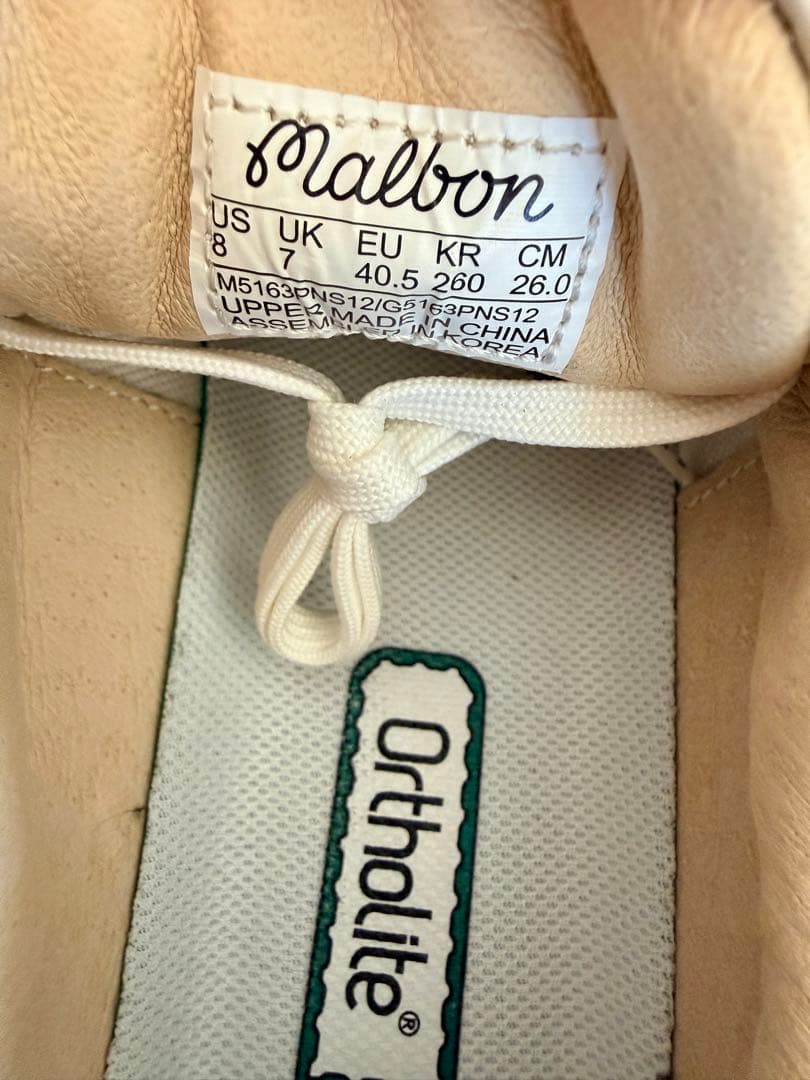 Malbon
US UK EU KR CM
8 7 40.5 260 26.0
M5163PNS12/G5163PNS12
UPPER MADE IN CHINA
ASSEMBLER IN KOREA
Ortholite®